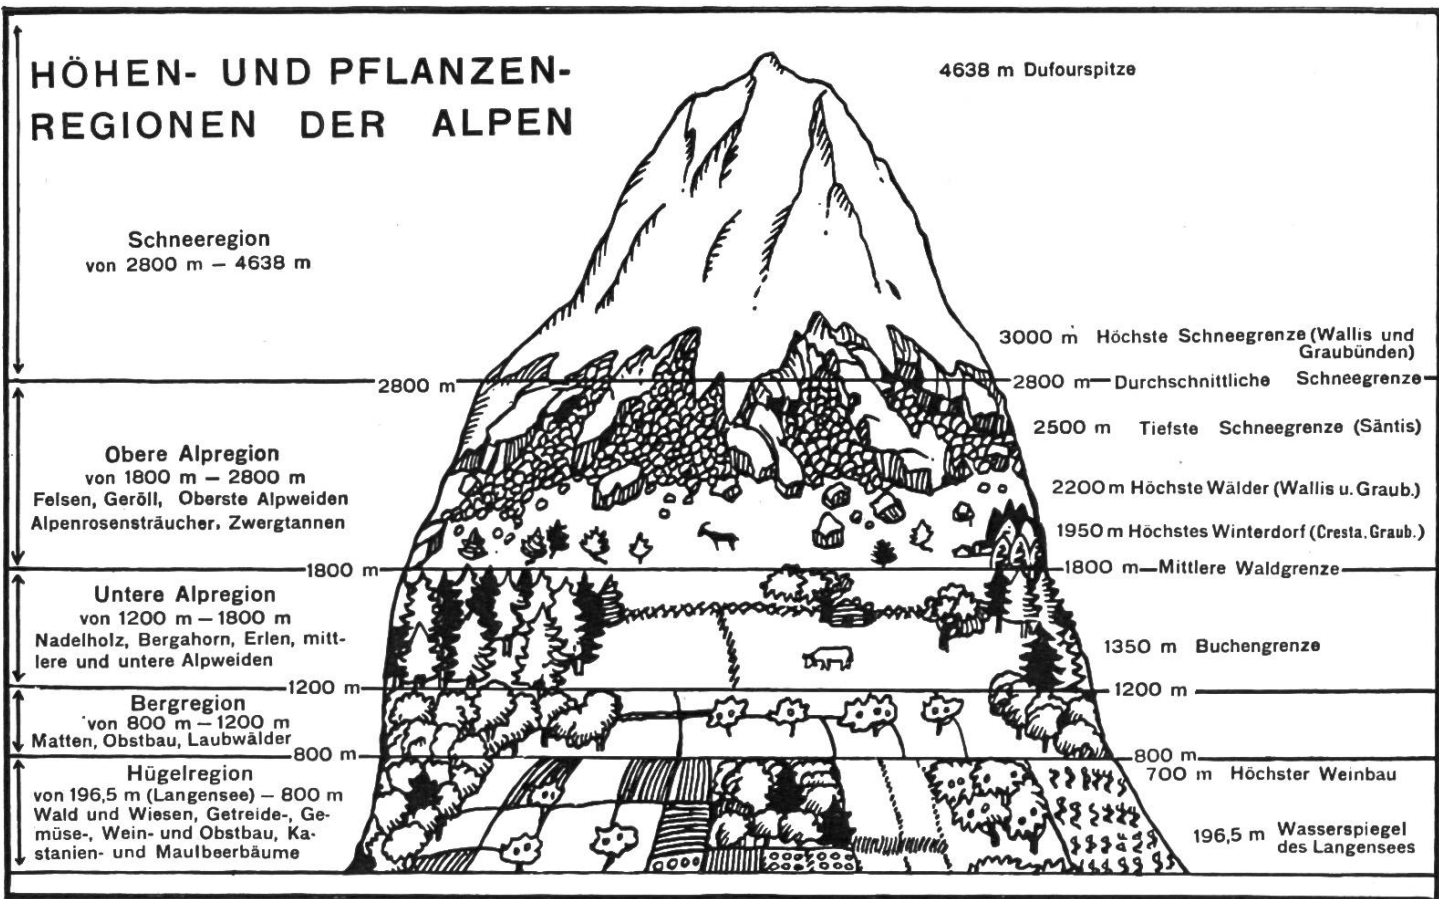 HÖHEN- UND PFLANZEN-
REGIONEN DER ALPEN
4638 m Dufourspitze
Schneeregion
von 2800 m — 4638 m
3000 m Höchste Schneegrenze (Wallis und
Graubünden)
2800 m
2800 m — Durchschnittliche Schneegrenze
2500 m Tiefste Schneegrenze (Säntis)
Obere Alpregion
von 1800 m — 2800 m
Felsen, Geröll, Oberste Alpweiden
Alpenrosensträucher, Zwergtannen
2200 m Höchste Wälder (Wallis u. Graub.)
1950 m Höchstes Winterdorf (Cresta. Graub.)
1800 m
1800 m — Mittlere Waldgrenze
Untere Alpregion
von 1200 m — 1800 m
Nadelholz, Bergahorn, Erlen, mitt-
lere und untere Alpweiden
1350 m Buchengrenze
1200 m
1200 m
Bergregion
von 800 m — 1200 m
Matten, Obstbau, Laubwälder
800 m
800 m
Hügelregion
von 196,5 m (Langensee) — 800 m
Wald und Wiesen, Getreide-, Ge-
müse-, Wein- und Obstbau, Ka-
stanien- und Maulbeerbäume
700 m Höchster Weinbau
196,5 m Wasserspiegel
des Langensees